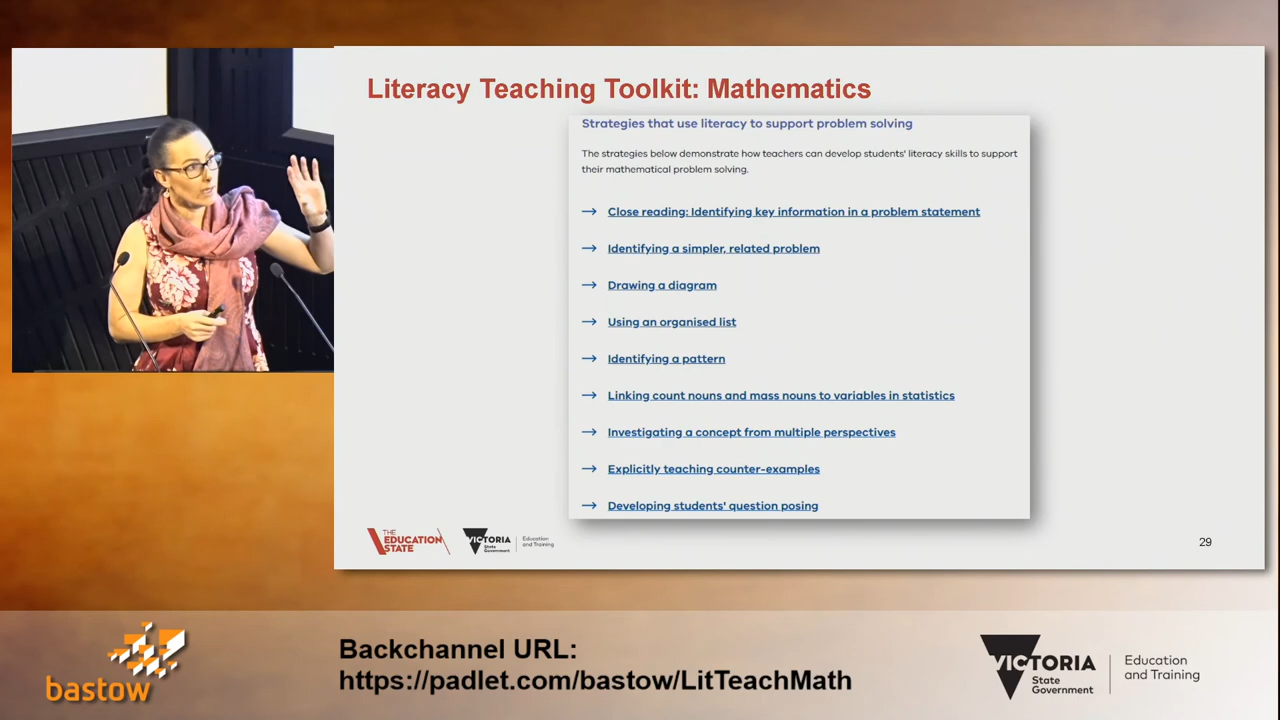 Literacy Teaching Toolkit: Mathematics
Strategies that use literacy to support problem solving
The strategies below demonstrate how teachers can develop students' literacy skills to support
their mathematical problem solving.
→ Close reading: Identifying key information in a problem statement
→ Identifying a simpler, related problem
→ Drawing a diagram
→ Using an organised list
→ Identifying a pattern
→ Linking count nouns and mass nouns to variables in statistics
→ Investigating a concept from multiple perspectives
→ Explicitly teaching counter-examples
→ Developing students' question posing
THE
EDUCATION
STATE
VICTORIA
State
Government
Education
and Training
29
bastow
Backchannel URL:
https://padlet.com/bastow/LitTeachMath
VICTORIA
State
Government
Education
and Training